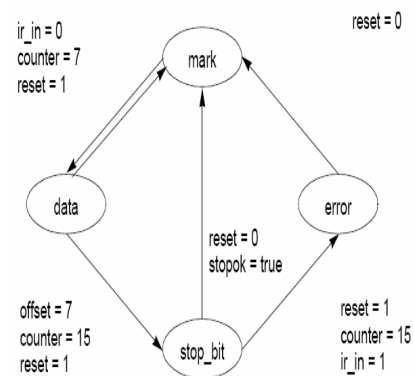 ir_in = 0
counter = 7
reset = 1
reset = 0
mark
data
error
reset = 0
stopok = true
offset = 7
counter = 15
reset = 1
stop_bit
reset = 1
counter = 15
ir_in = 1